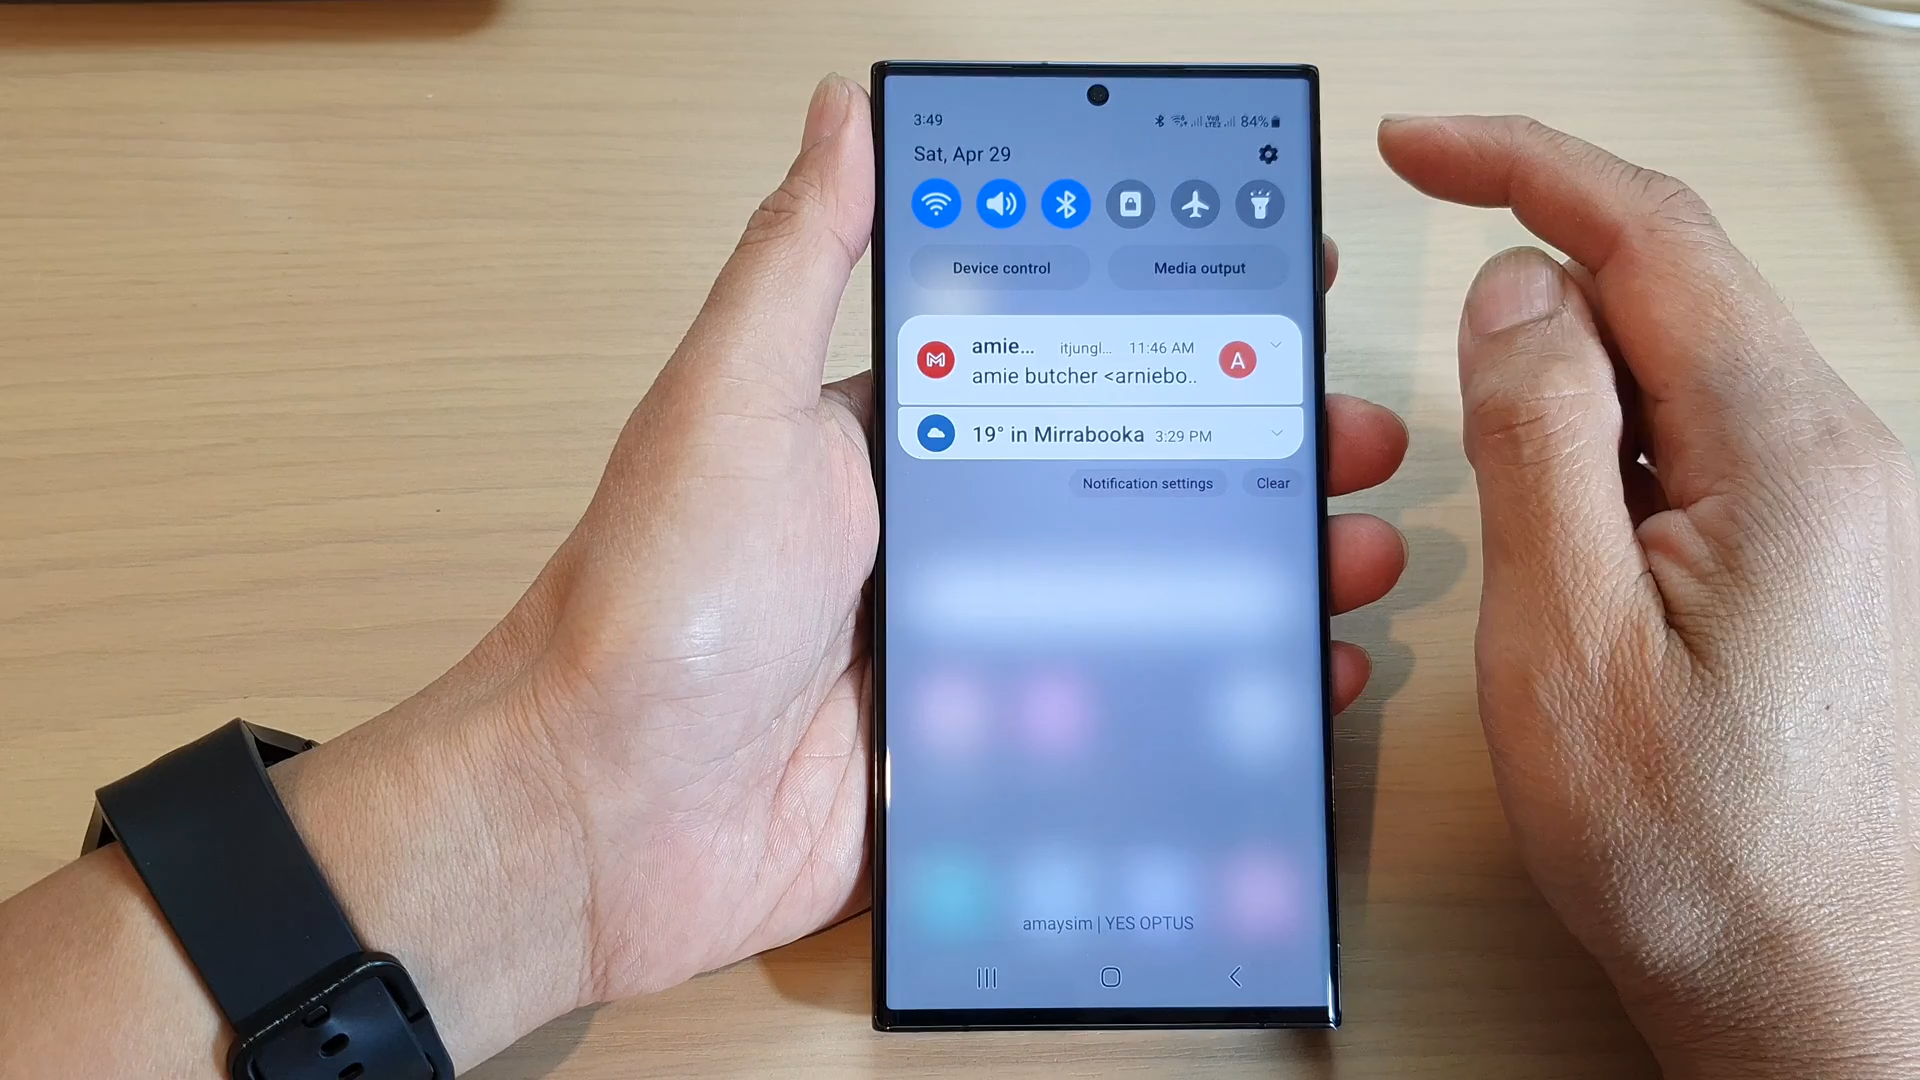 3:49 84%
Sat, Apr 29
Device control Media output
amie... itjungl... 11:46 AM A
amie butcher <arniebo..
19° in Mirrabooka 3:29 PM
Notification settings Clear
amaysim | YES OPTUS